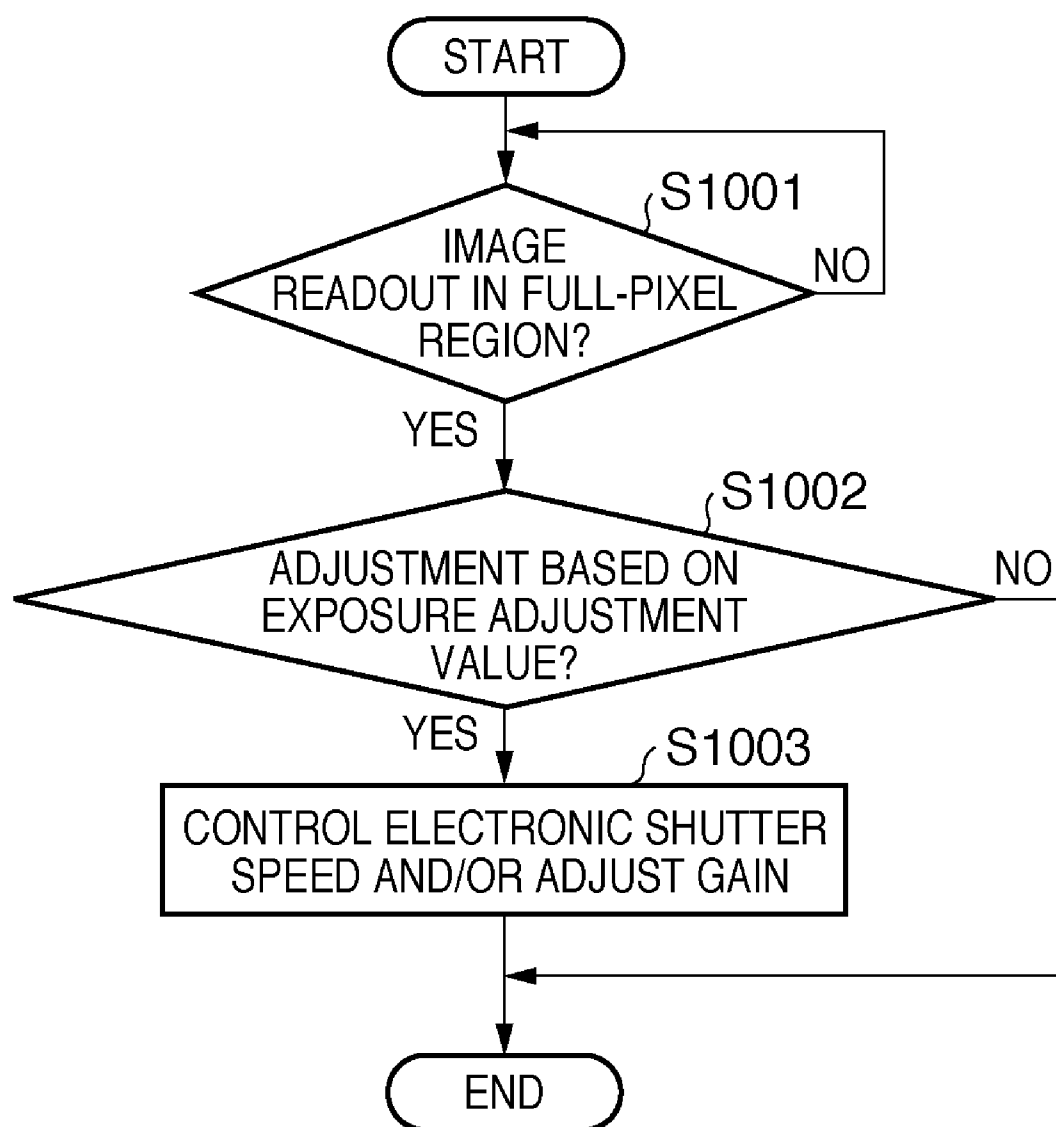 START
S1001
IMAGE
READOUT IN FULL-PIXEL
REGION?
NO
YES
S1002
ADJUSTMENT BASED ON
EXPOSURE ADJUSTMENT
VALUE?
NO
YES
S1003
CONTROL ELECTRONIC SHUTTER
SPEED AND/OR ADJUST GAIN
END